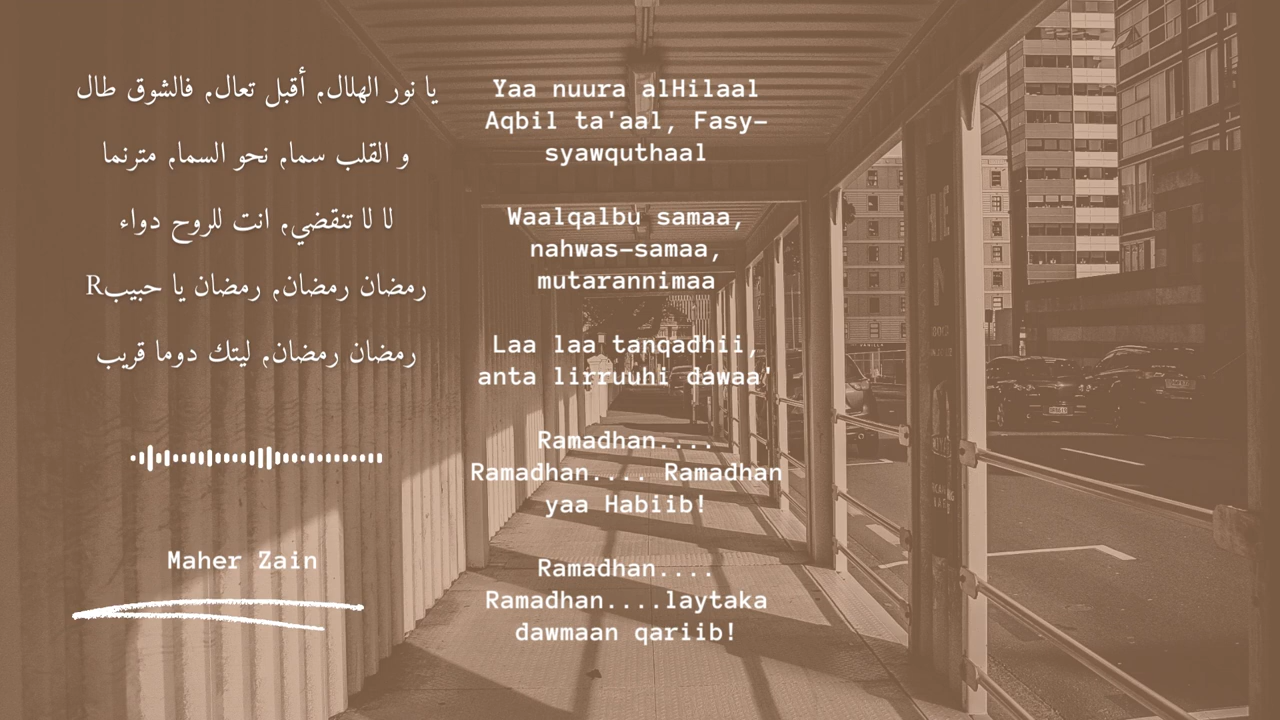 يا نور الهلال, أقبل تعال, فالشوق طال
و القلب سما, نحو السما, مترنما
لا لا تنقضي, انت للروح دواء
رمضان رمضان, رمضان يا حبيبR
رمضان رمضان, ليتك دوما قريب
Maher Zain
Yaa nuura alHilaal
Aqbil ta'aal, Fasy-
syawquthaal
Waalqalbu samaa,
nahwas-samaa,
mutarannimaa
Laa laa tanqadhii,
anta lirruuhi dawaa'
Ramadhan....
Ramadhan.... Ramadhan
yaa Habiib!
Ramadhan....
Ramadhan....laytaka
dawmaan qariib!